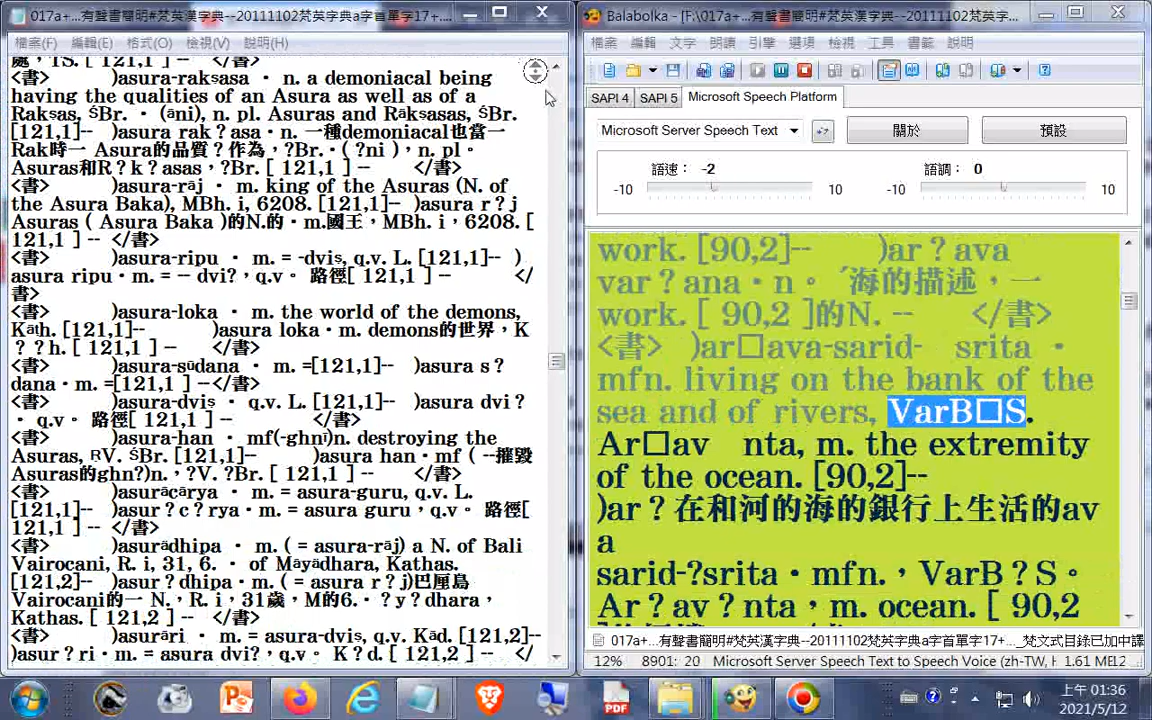 017a+...有聲書簡明#梵英漢字典--20111102梵英字典a字首單字17+...
檔案(F) 編輯(E) 格式(O) 檢視(V) 說明(H)
處，TS. [ 121,1 ] -- </書>
<書> )asura-rakṣasa · n. a demoniacal being
having the qualities of an Asura as well as of a
Rakṣas, ŚBr. · (āni), n. pl. Asuras and Rākṣasas, ŚBr.
[121,1]-- )asura rak？asa·n. 一種demoniacal也當一
Rak時一 Asura的品質？作為，?Br.·( ?ni )，n. pl。
Asuras和R？k？asas，?Br. [ 121,1 ] -- </書>
<書> )asura-rāj · m. king of the Asuras (N. of
the Asura Baka), MBh. i, 6208. [121,1]-- )asura r？j
Asuras ( Asura Baka )的N.的·m.國王，MBh. i，6208. [
121,1 ] -- </書>
<書> )asura-ripu · m. = -dviṣ, q.v. L. [121,1]-- )
asura ripu·m. = -- dvi?，q.v. 路徑[ 121,1 ] -- </
書>
<書> )asura-loka · m. the world of the demons,
Kāth. [121,1]-- )asura loka·m. demons的世界，K
？？h. [ 121,1 ] -- </書>
<書> )asura-sūdana · m. =[121,1]-- )asura s？
dana·m. =[121,1 ] --</書>
<書> )asura-dviṣ · q.v. L. [121,1]-- )asura dvi？
· q.v. 路徑[ 121,1 ] -- </書>
<書> )asura-han · mf(-ghnī)n. destroying the
Asuras, ṚV. ŚBr. [121,1]-- )asura han·mf ( --摧毀
Asuras的ghn?)n.，?V. ?Br. [ 121,1 ] -- </書>
<書> )asurācārya · m. = asura-guru, q.v. L.
[121,1]-- )asur？c？rya·m. = asura guru，q.v。 路徑[
121,1 ] -- </書>
<書> )asurādhipa · m. ( = asura-rāj) a N. of Bali
Vairocani, R. i, 31, 6. · of Māyādhara, Kathas.
[121,2]-- )asur？dhipa·m. ( = asura r？j)巴厘島
Vairocani的一 N.，R. i，31歲，M的6.·?y？dhara，
Kathas. [ 121,2 ] -- </書>
<書> )asurāri · m. = asura-dviṣ, q.v. Kād. [121,2]--
)asur？ri·m. = asura dvi?，q.v。 K？d. [ 121,2 ] -- </
Balabolka - [F:\017a+...有聲書簡明#梵英漢字典--20111102梵英字...
檔案 編輯 文字 朗讀 引擎 選項 檢視 工具 書籤 說明
SAPI 4 SAPI 5 Microsoft Speech Platform
Microsoft Server Speech Text 關於 預設
語速： -2 語調： 0
-10 10 -10 10
work. [90,2]-- )ar？ava
var？ana·n。 ´海的描述，一
work. [ 90,2 ]的N. -- </書>
<書> )ar□ava-sarid- srita ·
mfn. living on the bank of the
sea and of rivers, VarB□S.
Ar□av nta, m. the extremity
of the ocean. [90,2]--
)ar？在和河的海的銀行上生活的av
a
sarid-?srita·mfn.，VarB？S。
Ar？av？nta，m. ocean. [ 90,2
017a+...有聲書簡明#梵英漢字典--20111102梵英字典a字首單字17+..._梵文式目錄已加中譯
12% 8901: 20 Microsoft Server Speech Text to Speech Voice (zh-TW, H 1.61 MEL2
上午 01:36
2021/5/12